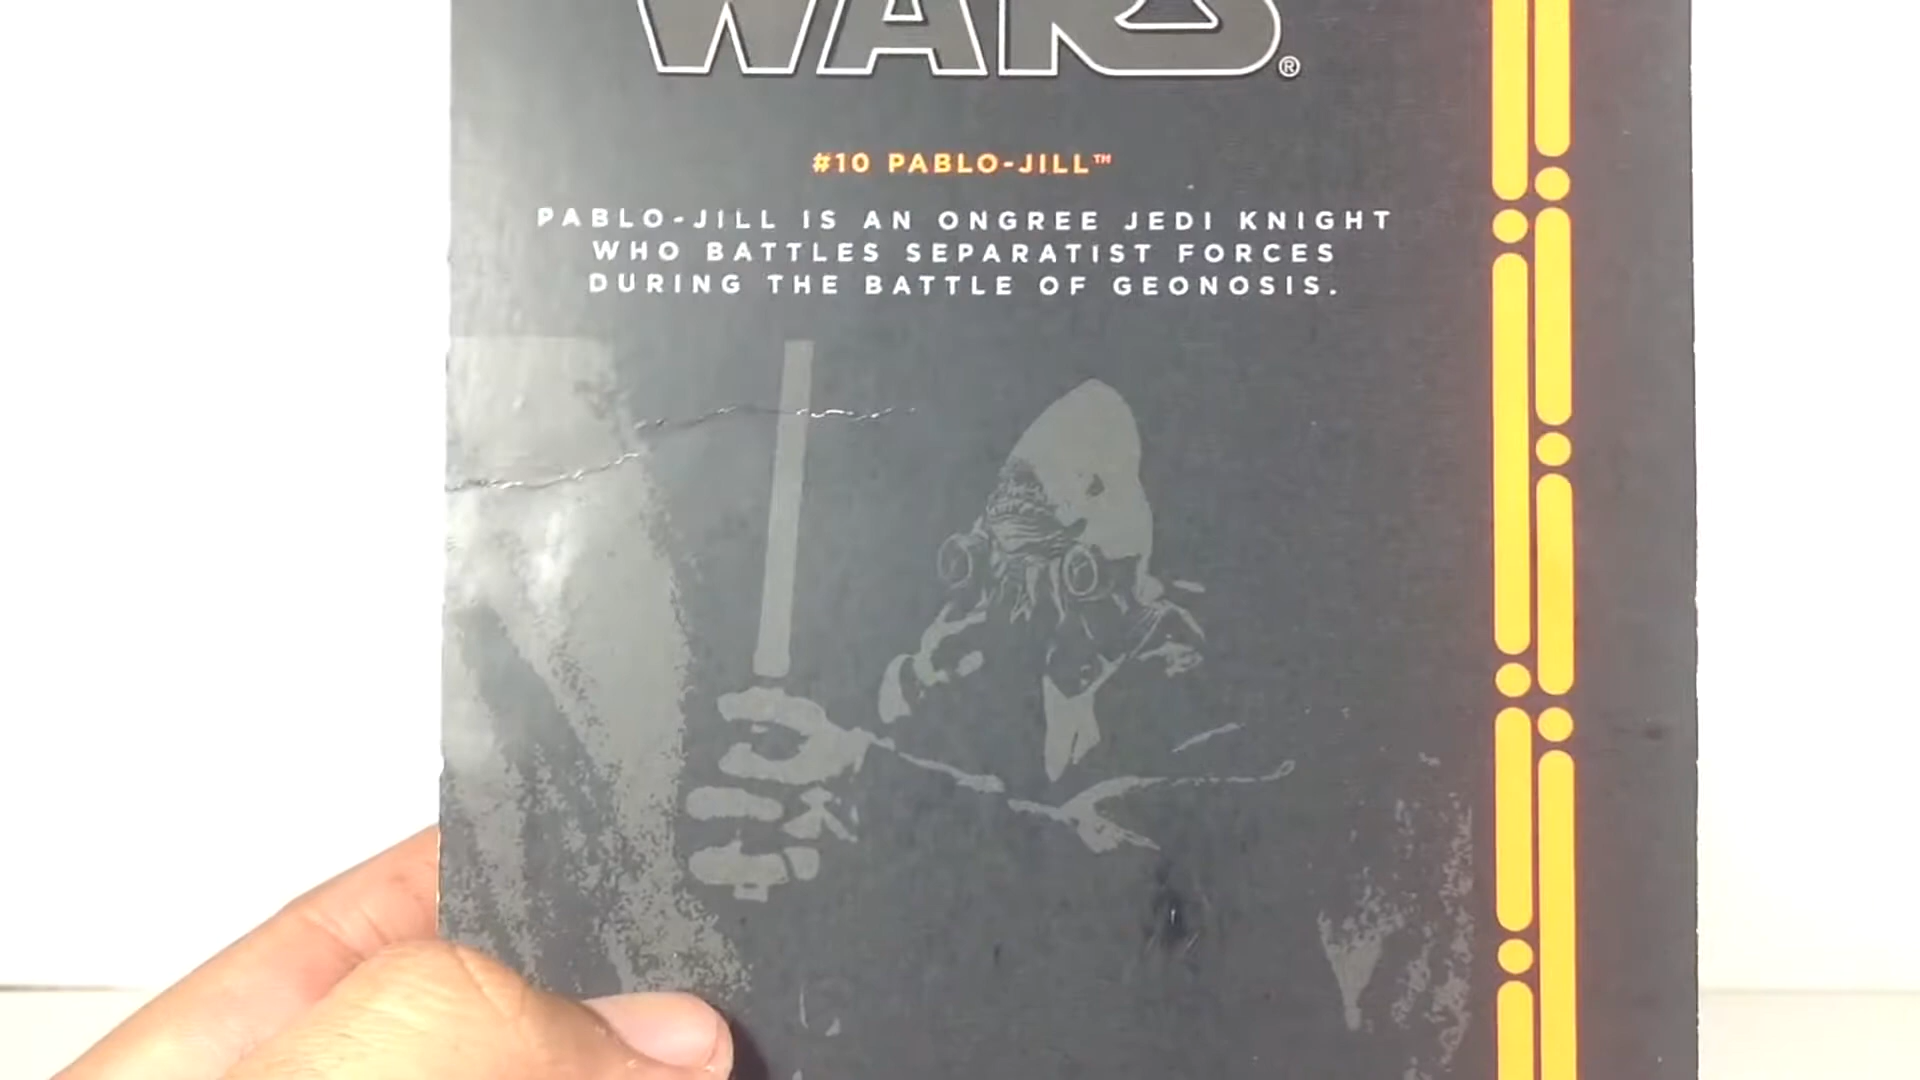 WARS®
#10 PABLO-JILL™
PABLO-JILL IS AN ONGREE JEDI KNIGHT
WHO BATTLES SEPARATIST FORCES
DURING THE BATTLE OF GEONOSIS.